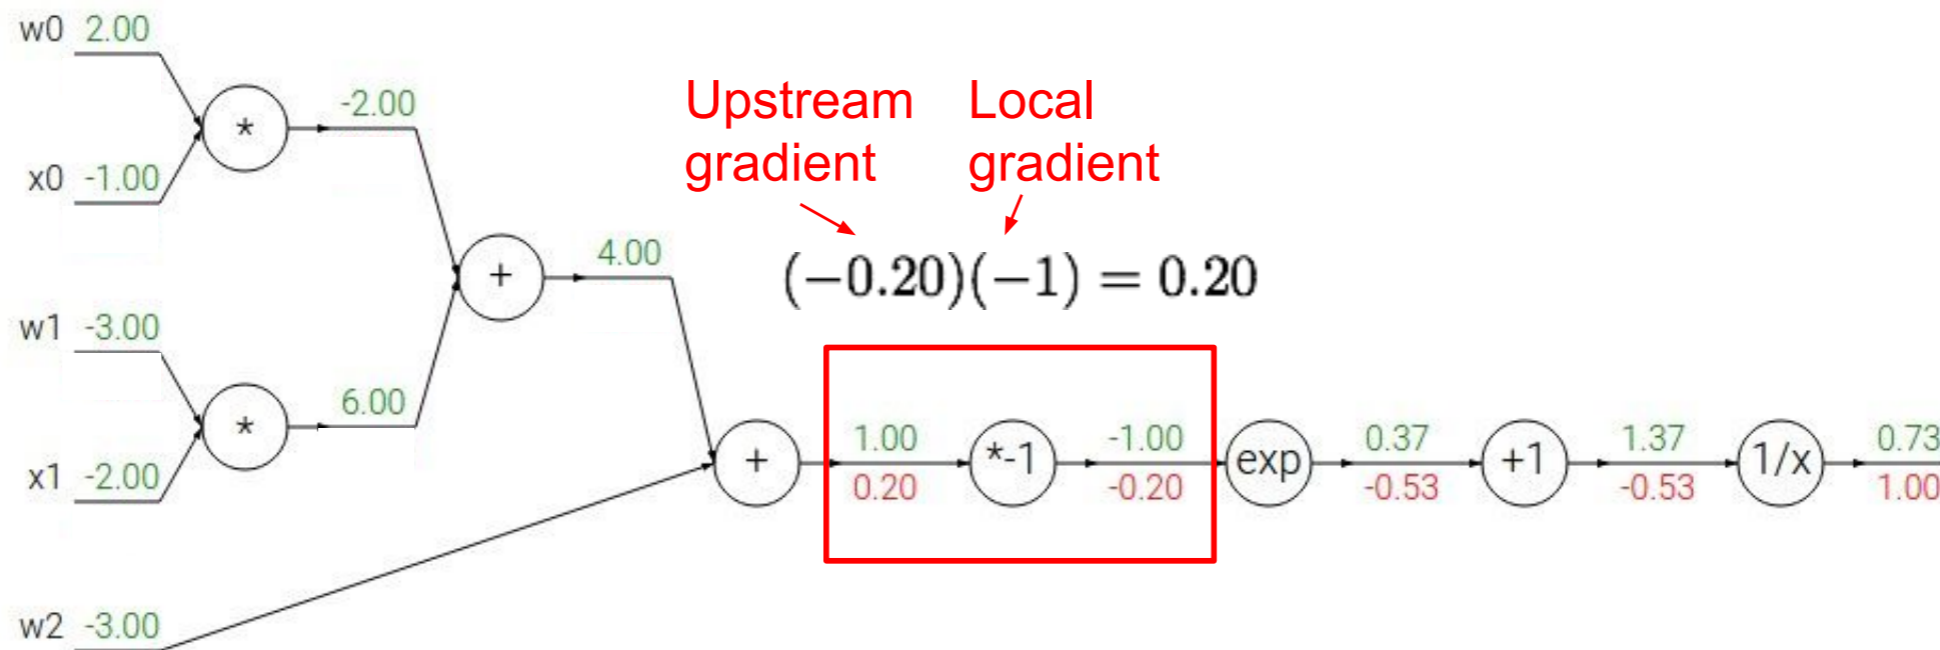 w0 2.00
-2.00
*
x0 -1.00
Upstream gradient
Local gradient
(−0.20)(−1) = 0.20
4.00
+
w1 -3.00
6.00
*
x1 -2.00
+
1.00
0.20
*-1
-1.00
-0.20
exp
0.37
-0.53
+1
1.37
-0.53
1/x
0.73
1.00
w2 -3.00